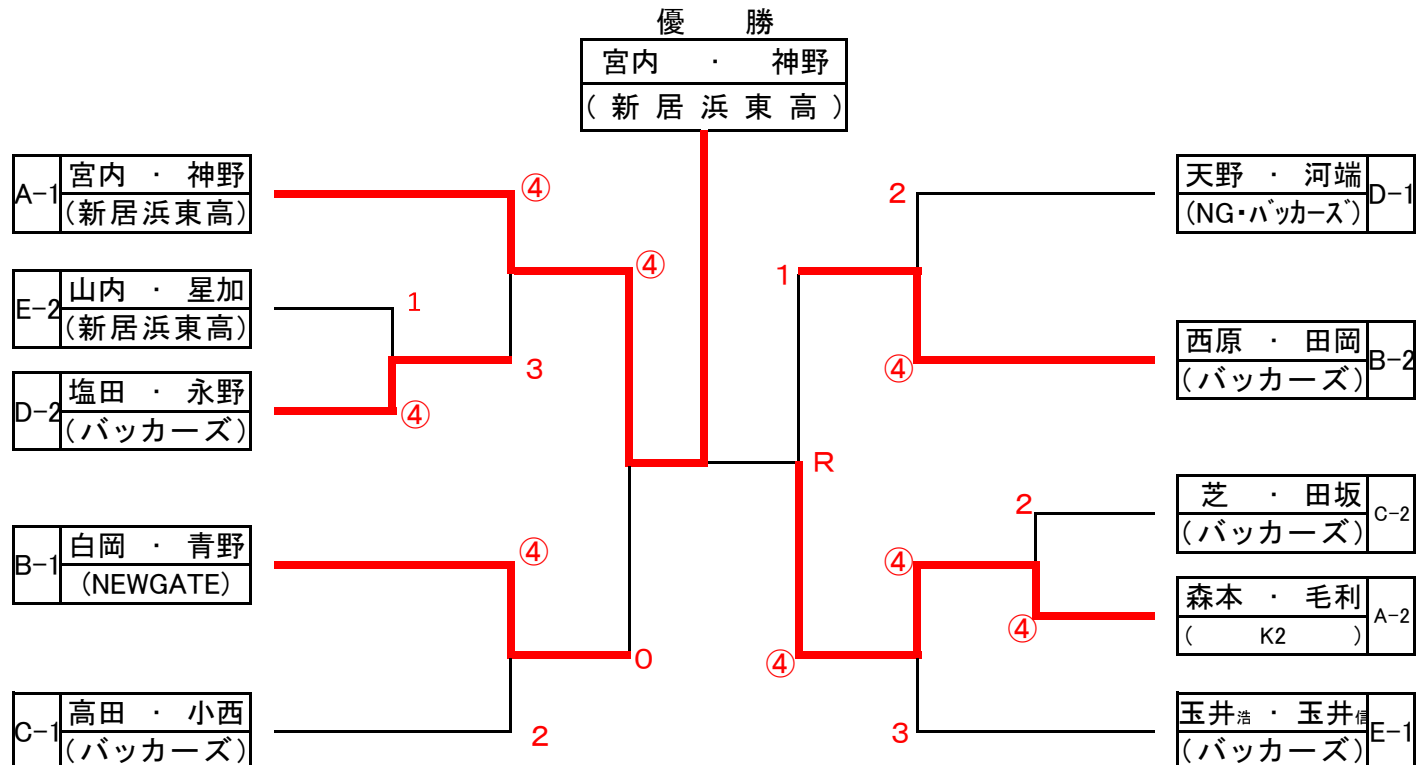 優　勝
宮内　・　神野
(新居浜東高)
A-1 宮内 ・ 神野
(新居浜東高)
④
E-2 山内 ・ 星加
(新居浜東高)
1
D-2 塩田 ・ 永野
(バッカーズ)
④
3
④
B-1 白岡 ・ 青野
(NEWGATE)
④
C-1 高田 ・ 小西
(バッカーズ)
2
0
天野 ・ 河端 D-1
(NG・バッカーズ)
2
西原 ・ 田岡 B-2
(バッカーズ)
④
1
R
芝 ・ 田坂 C-2
(バッカーズ)
2
森本 ・ 毛利 A-2
(　K2　)
④
④
玉井浩 ・ 玉井信 E-1
(バッカーズ)
3
④